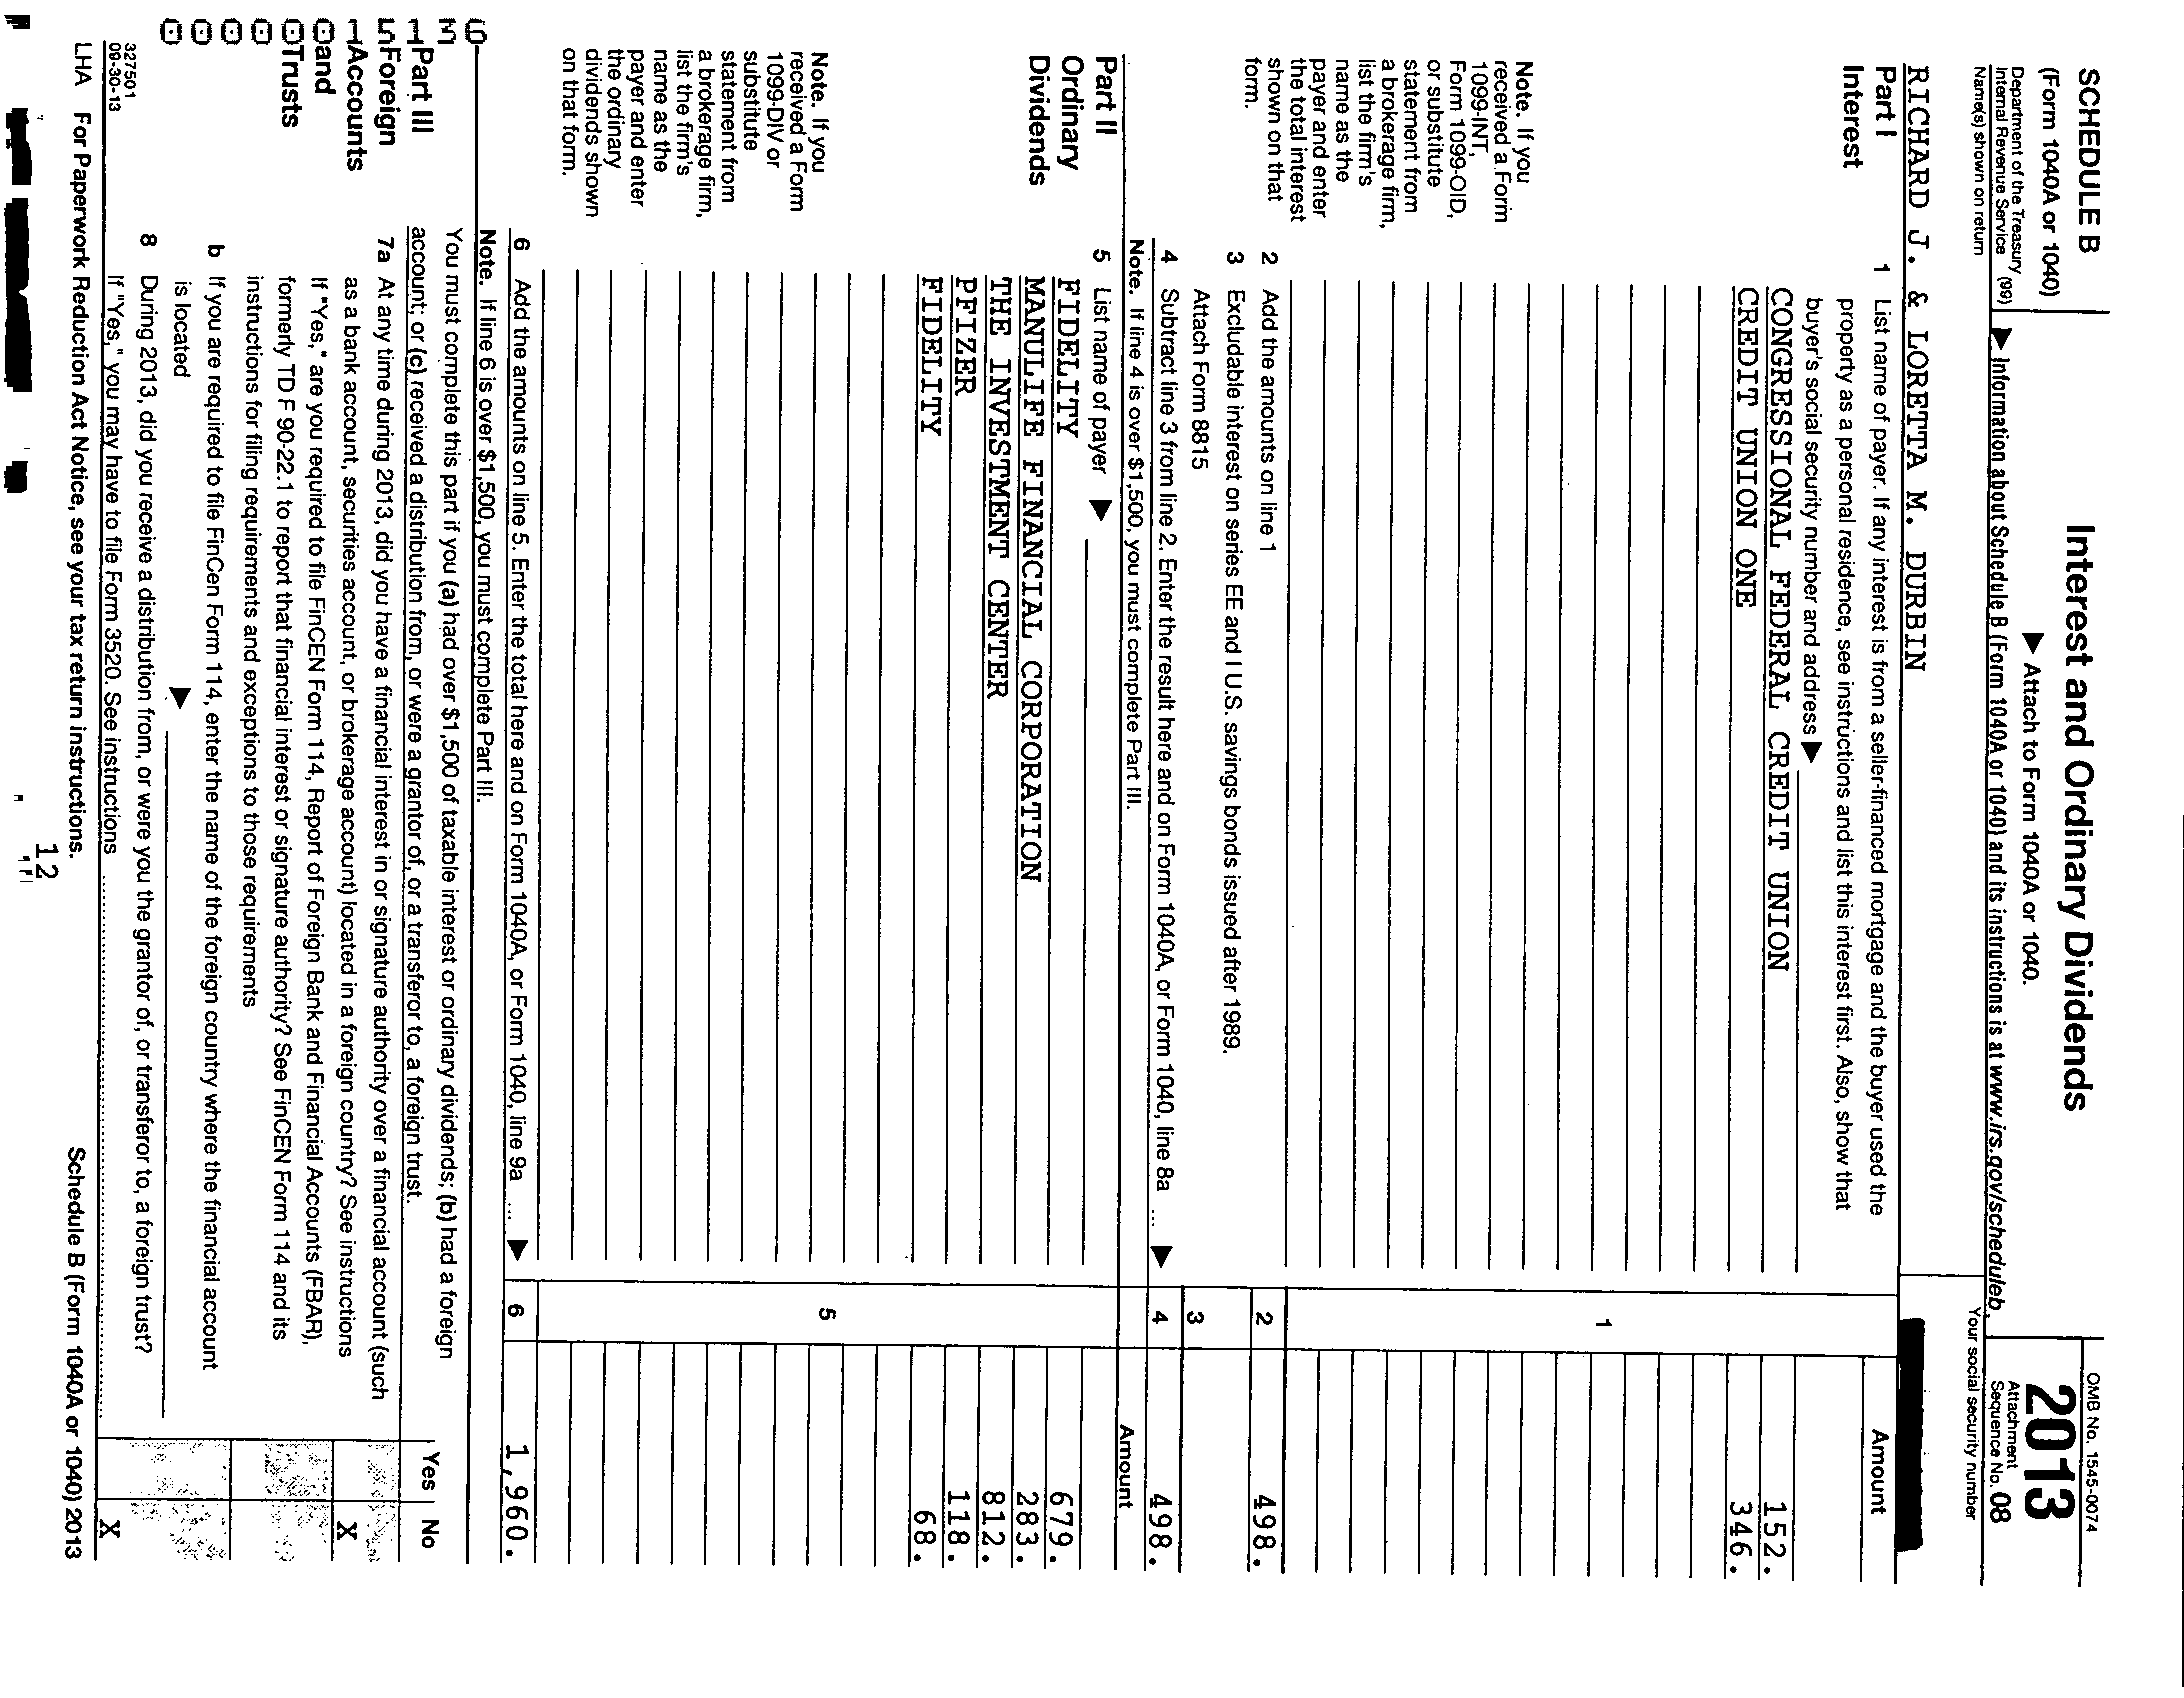 SCHEDULE B
(Form 1040A or 1040)
Department of the Treasury
Internal Revenue Service (99)
Interest and Ordinary Dividends
▶ Attach to Form 1040A or 1040.
▶ Information about Schedule B (Form 1040A or 1040) and its instructions is at www.irs.gov/scheduleb.
OMB No. 1545-0074
2013
Attachment
Sequence No. 08
Name(s) shown on return
Your social security number
RICHARD J. & LORETTA M. DURBIN
Part I
Interest
1 List name of payer. If any interest is from a seller-financed mortgage and the buyer used the
property as a personal residence, see instructions and list this interest first. Also, show that
buyer's social security number and address ▶
Amount
CONGRESSIONAL FEDERAL CREDIT UNION 152.
CREDIT UNION ONE 346.
1
Note. If you
received a Form
1099-INT,
Form 1099-OID,
or substitute
statement from
a brokerage firm,
list the firm's
name as the
payer and enter
the total interest
shown on that
form.
2 Add the amounts on line 1 2 498.
3 Excludable interest on series EE and I U.S. savings bonds issued after 1989.
Attach Form 8815 3
4 Subtract line 3 from line 2. Enter the result here and on Form 1040A, or Form 1040, line 8a ... ▶ 4 498.
Note. If line 4 is over $1,500, you must complete Part III.
Amount
Part II
Ordinary
Dividends
5 List name of payer ▶
FIDELITY 679.
MANULIFE FINANCIAL CORPORATION 283.
THE INVESTMENT CENTER 812.
PFIZER 118.
FIDELITY 68.
5
Note. If you
received a Form
1099-DIV or
substitute
statement from
a brokerage firm,
list the firm's
name as the
payer and enter
the ordinary
dividends shown
on that form.
6 Add the amounts on line 5. Enter the total here and on Form 1040A, or Form 1040, line 9a ... ▶ 6 1,960.
Note. If line 6 is over $1,500, you must complete Part III.
You must complete this part if you (a) had over $1,500 of taxable interest or ordinary dividends; (b) had a foreign
account; or (c) received a distribution from, or were a grantor of, or a transferor to, a foreign trust.
Yes No
Part III
Foreign
Accounts
and
Trusts
7a At any time during 2013, did you have a financial interest in or signature authority over a financial account (such
as a bank account, securities account, or brokerage account) located in a foreign country? See instructions X
If "Yes," are you required to file FinCEN Form 114, Report of Foreign Bank and Financial Accounts (FBAR),
formerly TD F 90-22.1 to report that financial interest or signature authority? See FinCEN Form 114 and its
instructions for filing requirements and exceptions to those requirements
b If you are required to file FinCen Form 114, enter the name of the foreign country where the financial account
is located ▶
8 During 2013, did you receive a distribution from, or were you the grantor of, or transferor to, a foreign trust?
If "Yes," you may have to file Form 3520. See instructions X
327501
09-30-13
LHA For Paperwork Reduction Act Notice, see your tax return instructions.
Schedule B (Form 1040A or 1040) 2013
12